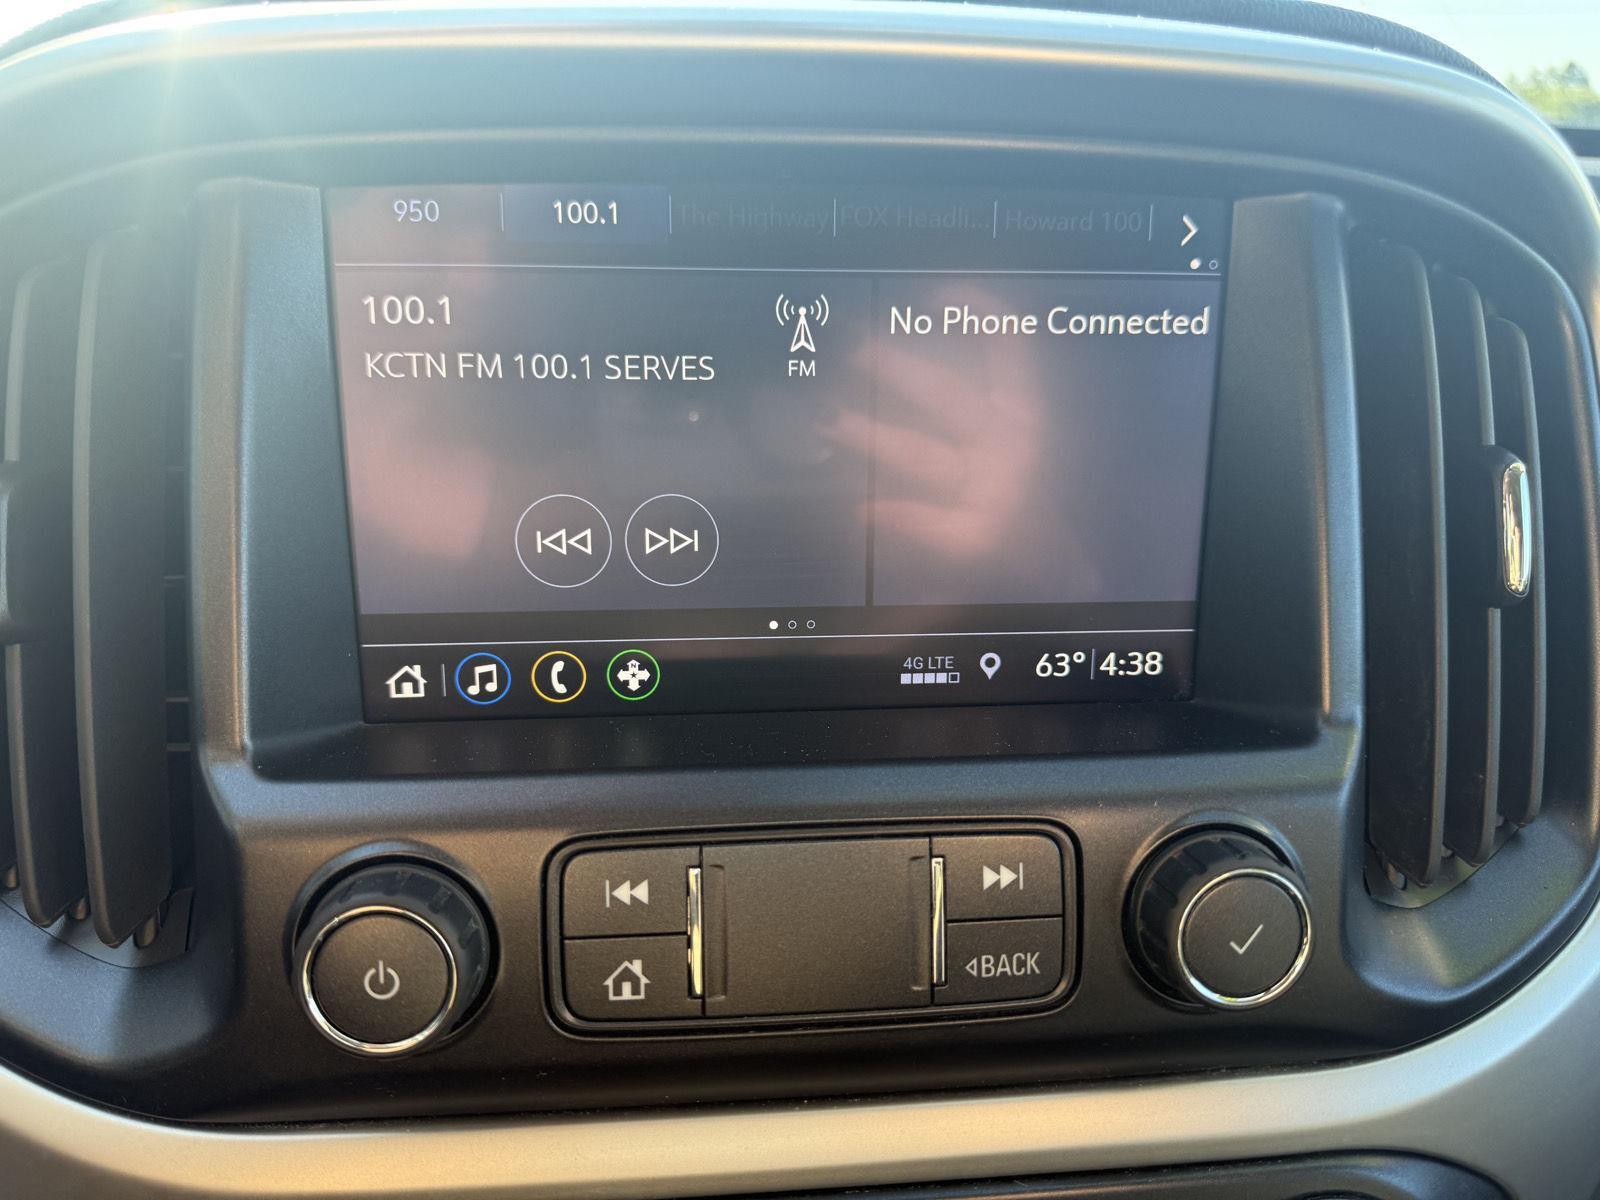 950
100.1
The Highway
FOX Headli...
Howard 100
100.1
KCTN FM 100.1 SERVES
FM
No Phone Connected
N
4G LTE
63° 4:38
BACK